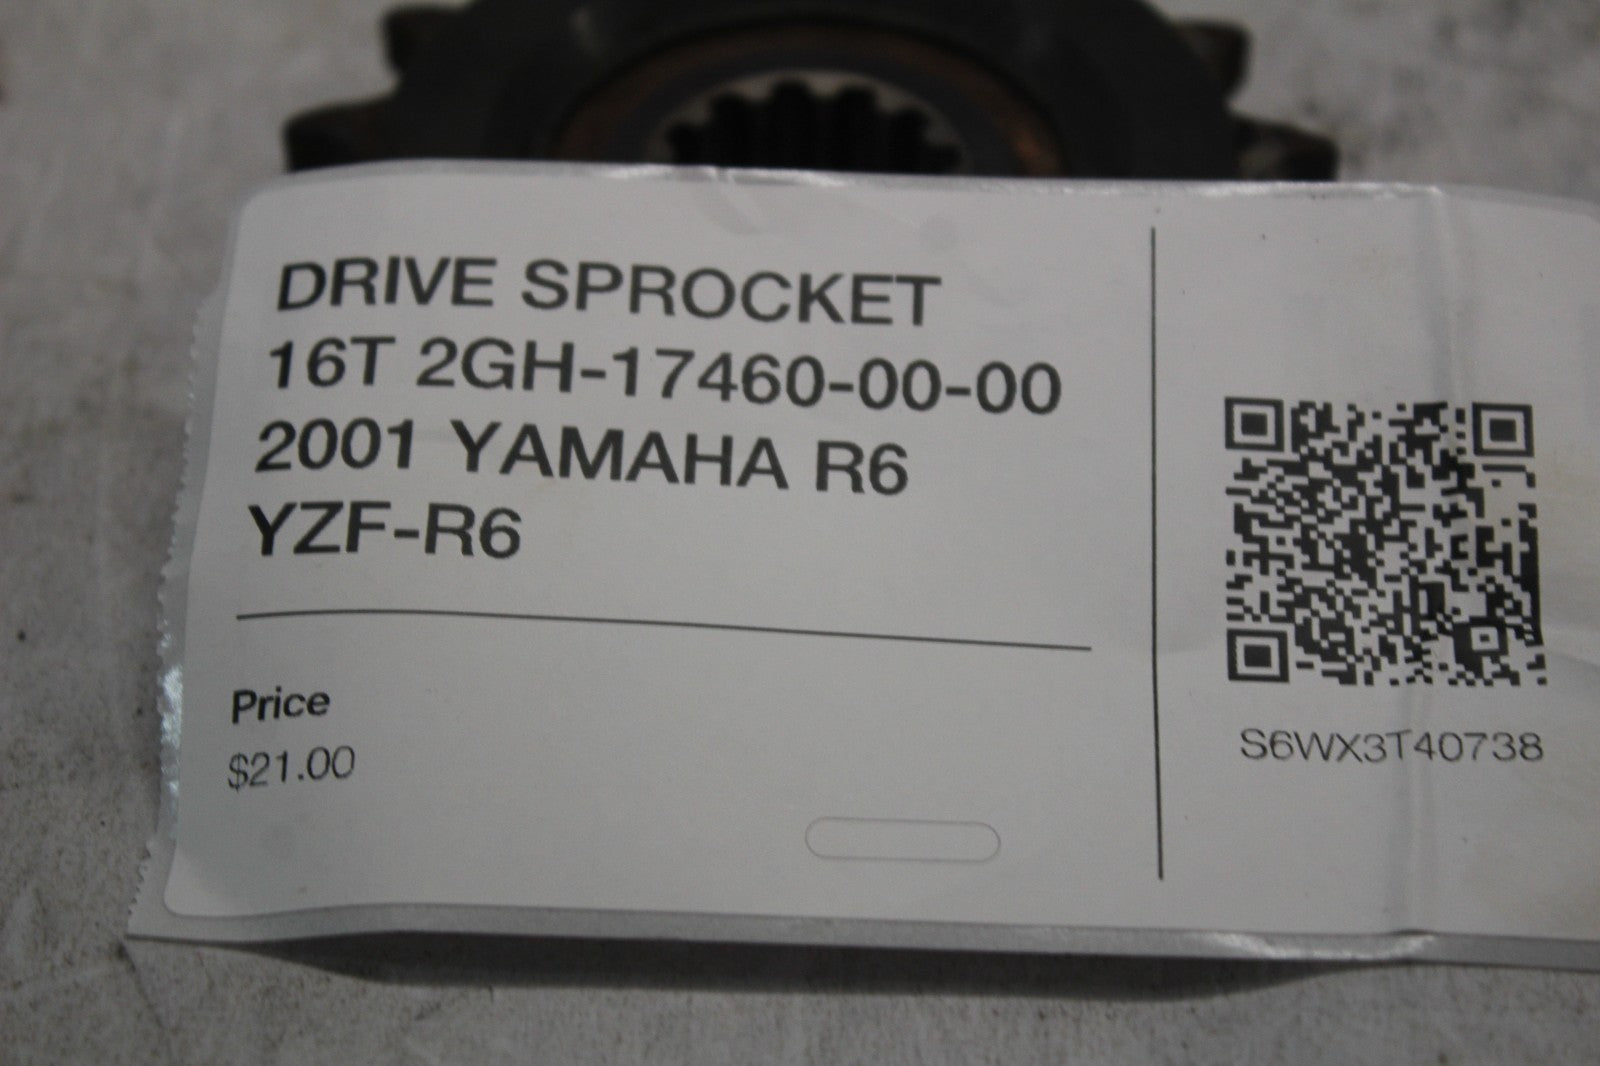 DRIVE SPROCKET
16T 2GH-17460-00-00
2001 YAMAHA R6
YZF-R6
Price
$21.00
S6WX3T40738